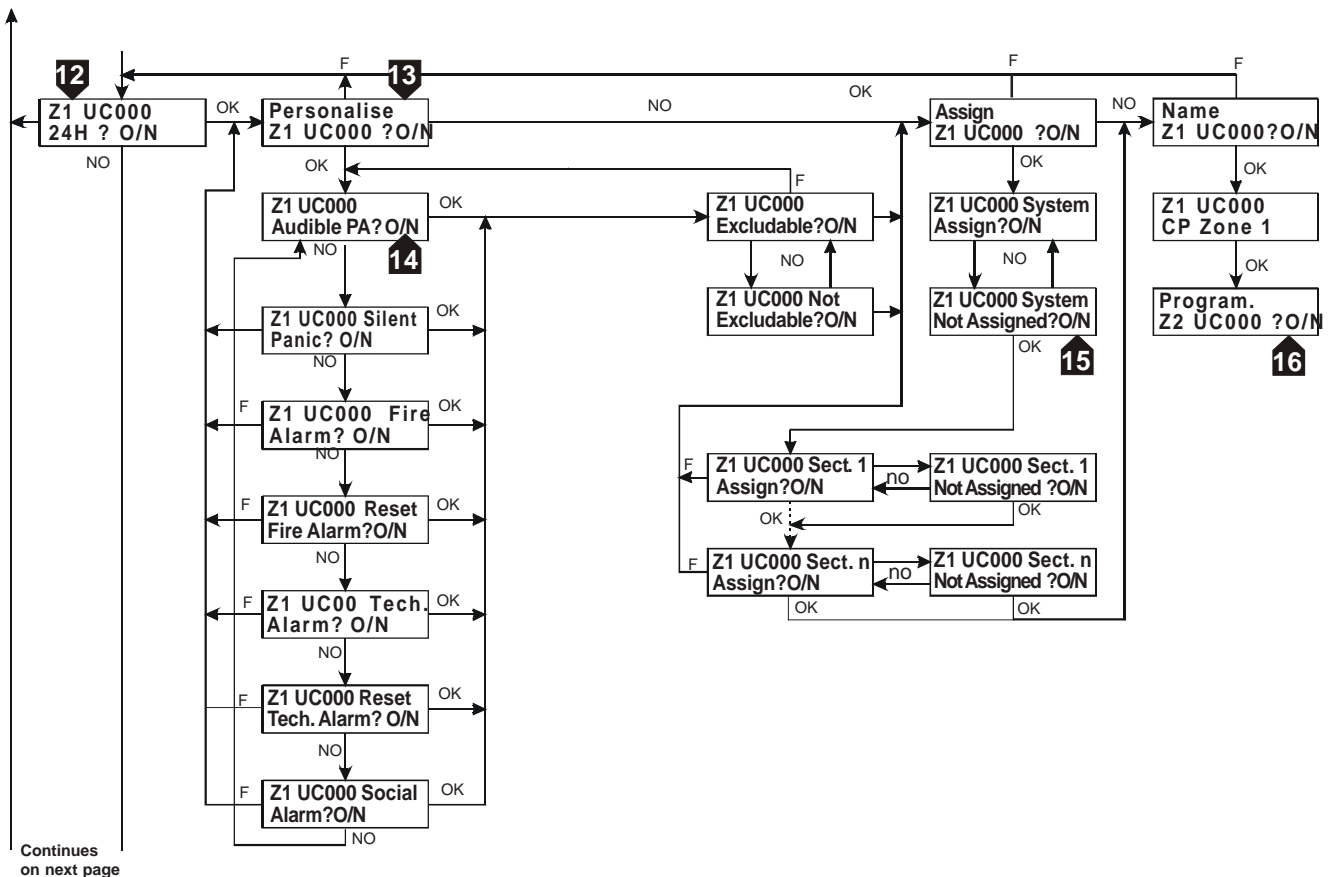 F
F
F
12
13
OK
Z1 UC000
24H ? O/N
OK
Personalise
Z1 UC000 ?O/N
NO
Assign
Z1 UC000 ?O/N
NO
Name
Z1 UC000?O/N
NO
OK
OK
OK
F
Z1 UC000
Audible PA?O/N
OK
14
NO
Z1 UC000
Excludable?O/N
NO
Z1 UC000 Not
Excludable?O/N
Z1 UC000 System
Assign?O/N
NO
Z1 UC000 System
Not Assigned?O/N
OK
15
Z1 UC000
CP Zone 1
OK
Program.
Z2 UC000 ?O/N
16
Z1 UC000 Silent
Panic? O/N
OK
NO
F
Z1 UC000 Fire
Alarm? O/N
OK
NO
F
Z1 UC000 Sect. 1
Assign?O/N
no
Z1 UC000 Sect. 1
Not Assigned ?O/N
OK
OK
F
Z1 UC000 Reset
Fire Alarm?O/N
OK
NO
F
Z1 UC000 Sect. n
Assign?O/N
no
Z1 UC000 Sect. n
Not Assigned ?O/N
OK
OK
F
Z1 UC00 Tech.
Alarm? O/N
OK
NO
F
Z1 UC000 Reset
Tech. Alarm? O/N
OK
NO
F
Z1 UC000 Social
Alarm?O/N
OK
NO
Continues
on next page